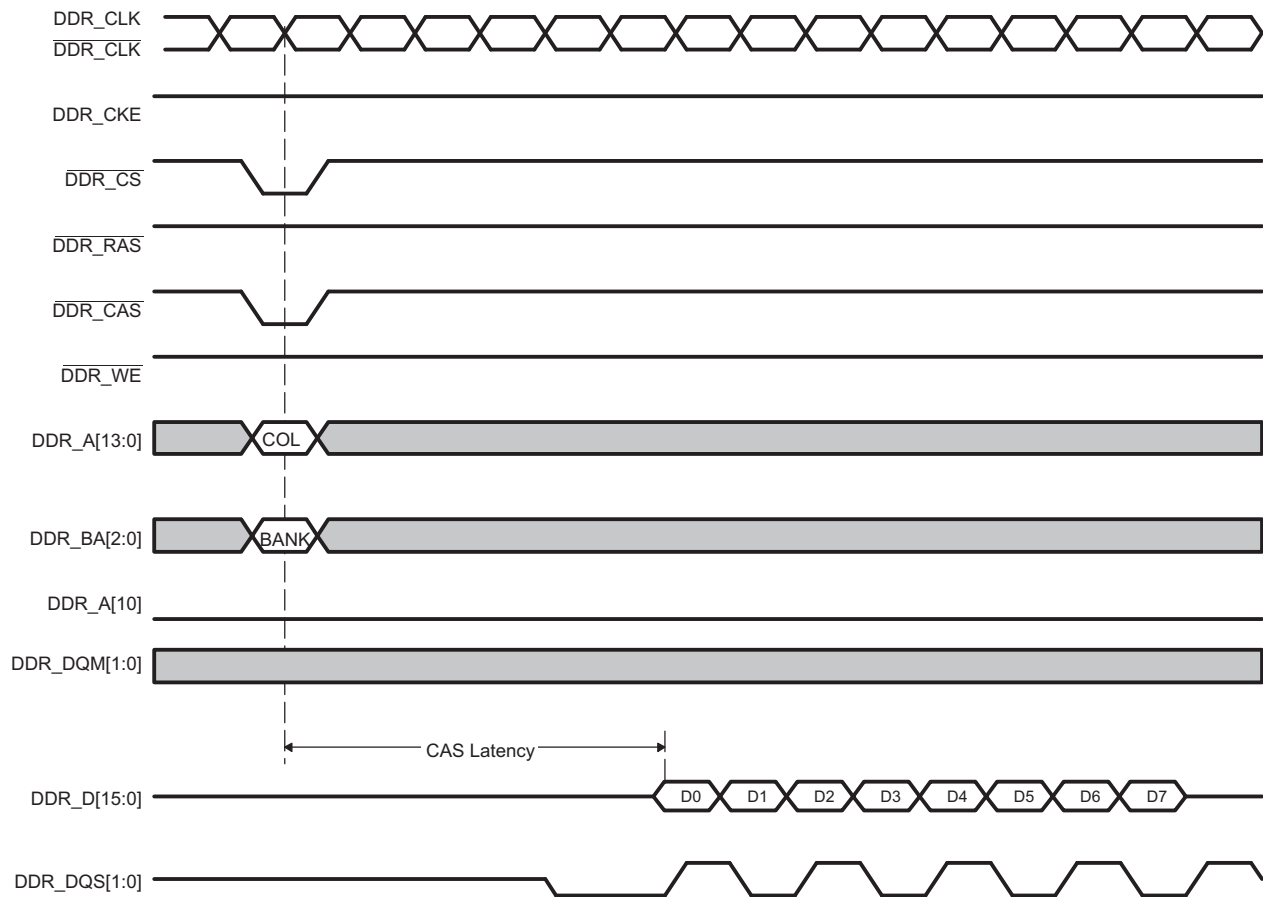 DDR_CLK
DDR_CLK
DDR_CKE
DDR_CS
DDR_RAS
DDR_CAS
DDR_WE
DDR_A[13:0]
COL
DDR_BA[2:0]
BANK
DDR_A[10]
DDR_DQM[1:0]
CAS Latency
DDR_D[15:0]
D0 D1 D2 D3 D4 D5 D6 D7
DDR_DQS[1:0]